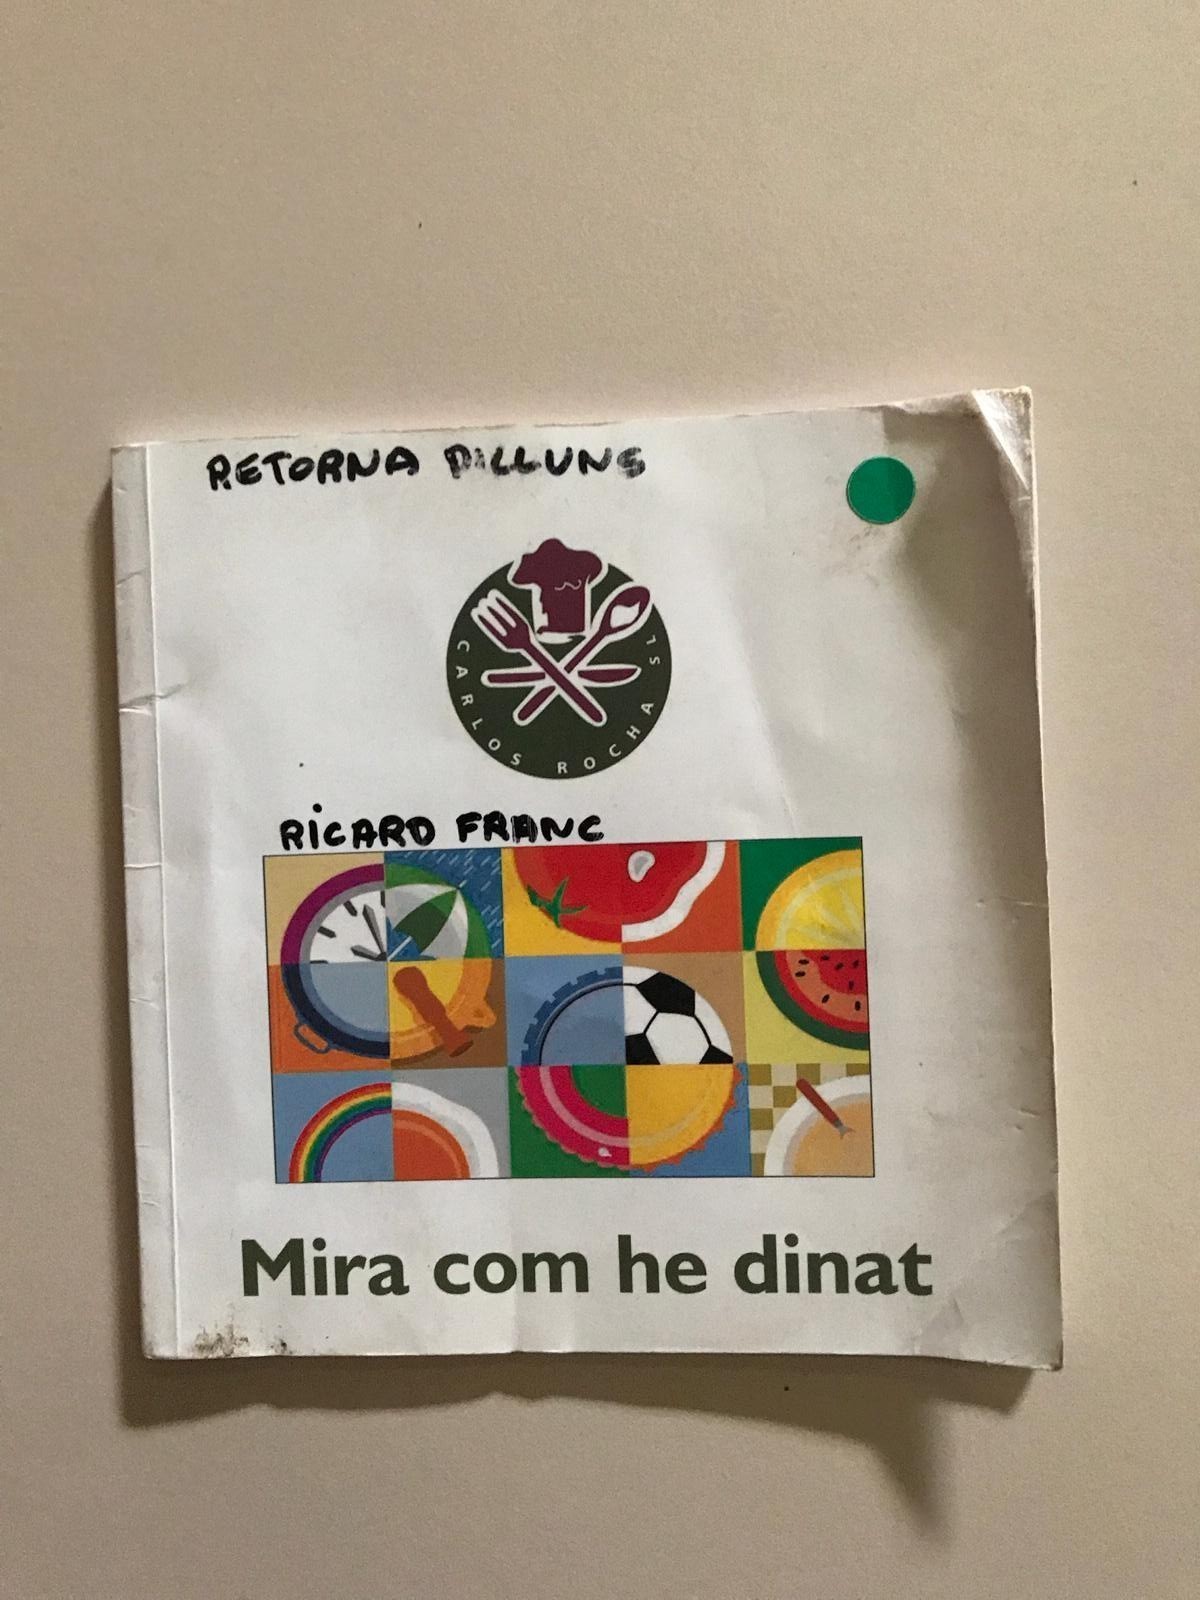 RETORNA DILLUNS
CARLOS ROCHA SL
RICARD FRANC
Mira com he dinat